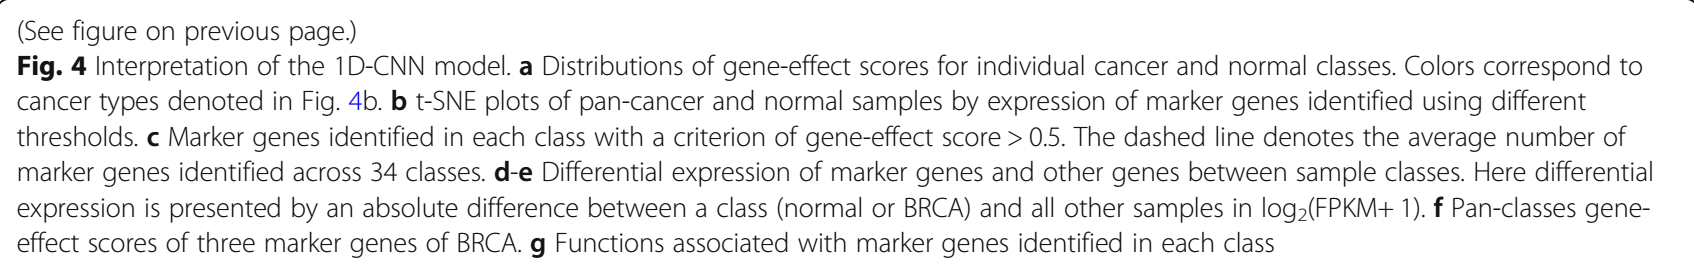 (See figure on previous page.)
Fig. 4 Interpretation of the 1D-CNN model. a Distributions of gene-effect scores for individual cancer and normal classes. Colors correspond to
cancer types denoted in Fig. 4b. b t-SNE plots of pan-cancer and normal samples by expression of marker genes identified using different
thresholds. c Marker genes identified in each class with a criterion of gene-effect score > 0.5. The dashed line denotes the average number of
marker genes identified across 34 classes. d-e Differential expression of marker genes and other genes between sample classes. Here differential
expression is presented by an absolute difference between a class (normal or BRCA) and all other samples in log₂(FPKM+ 1). f Pan-classes gene-
effect scores of three marker genes of BRCA. g Functions associated with marker genes identified in each class